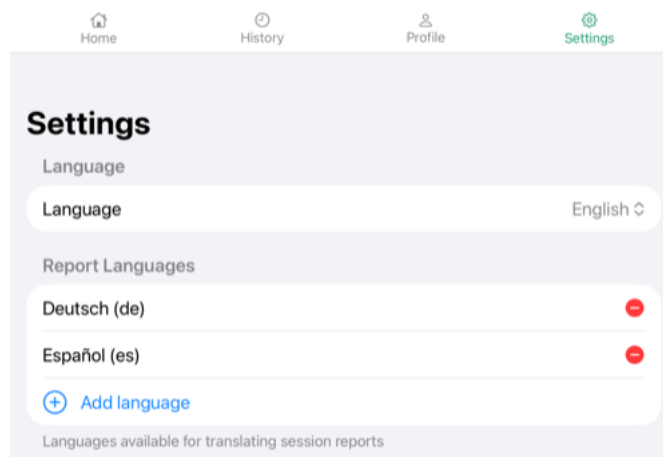 Home History Profile Settings
Settings
Language
Language English
Report Languages
Deutsch (de)
Español (es)
Add language
Languages available for translating session reports